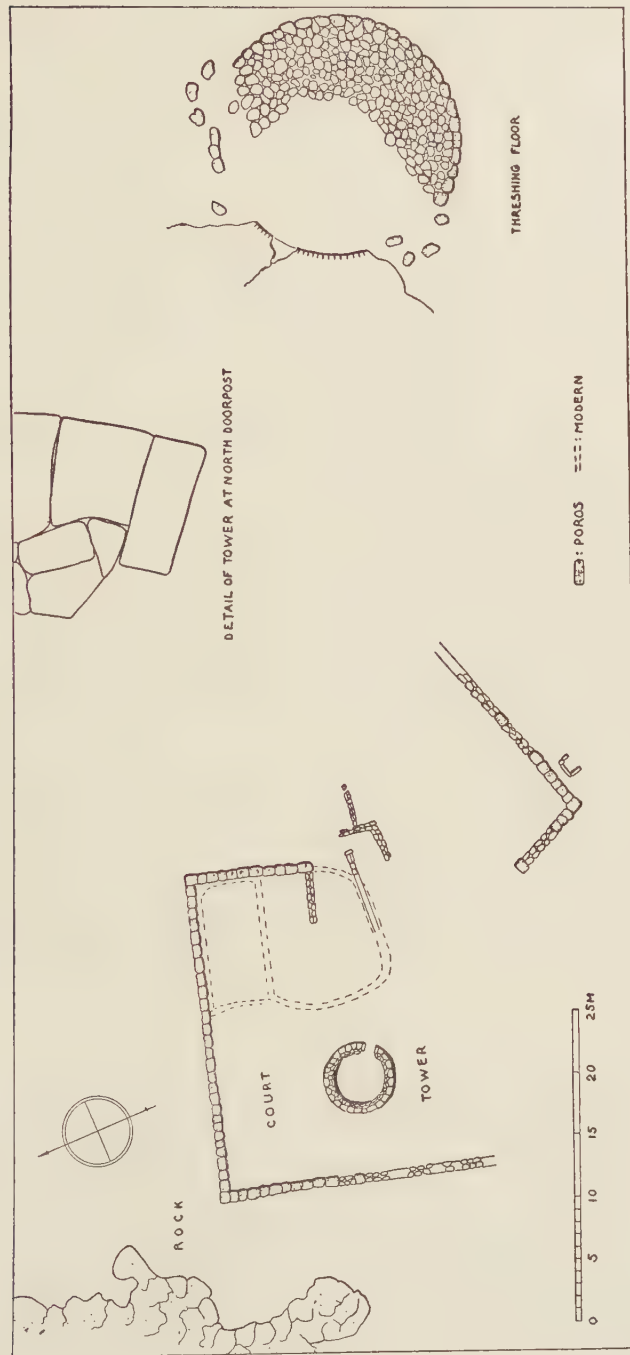 ROCK
COURT
TOWER
DETAIL OF TOWER AT NORTH DOORPOST
THRESHING FLOOR
: POROS
: MODERN
0 5 10 15 20 25M